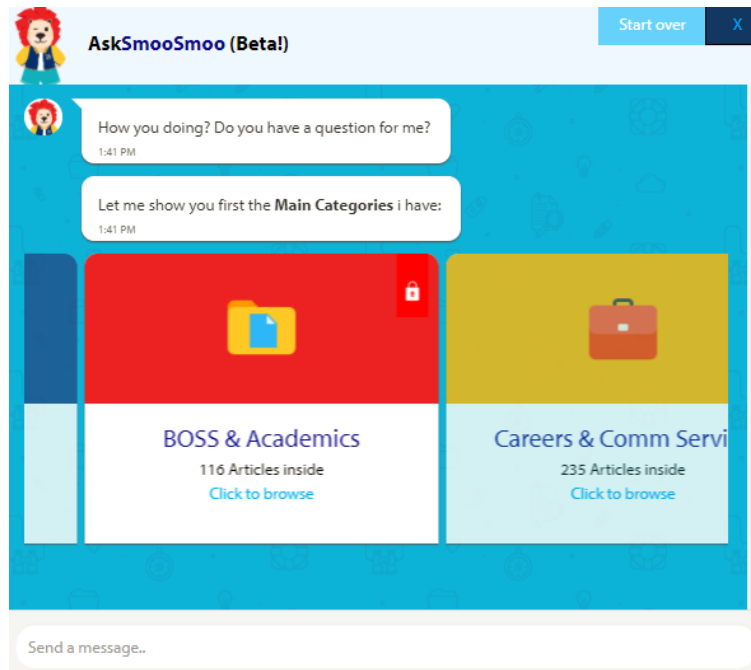 Start over X
AskSmooSmoo (Beta!)
How you doing? Do you have a question for me?
1:41 PM
Let me show you first the Main Categories i have:
1:41 PM
BOSS & Academics
116 Articles inside
Click to browse
Careers & Comm Servi
235 Articles inside
Click to browse
Send a message..